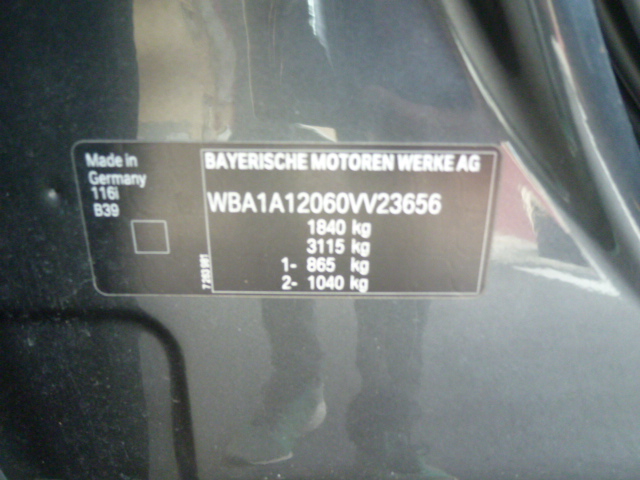 Made in
Germany
116i
B39
BAYERISCHE MOTOREN WERKE AG
WBA1A12060VV23656
1840 kg
3115 kg
1- 865 kg
2- 1040 kg